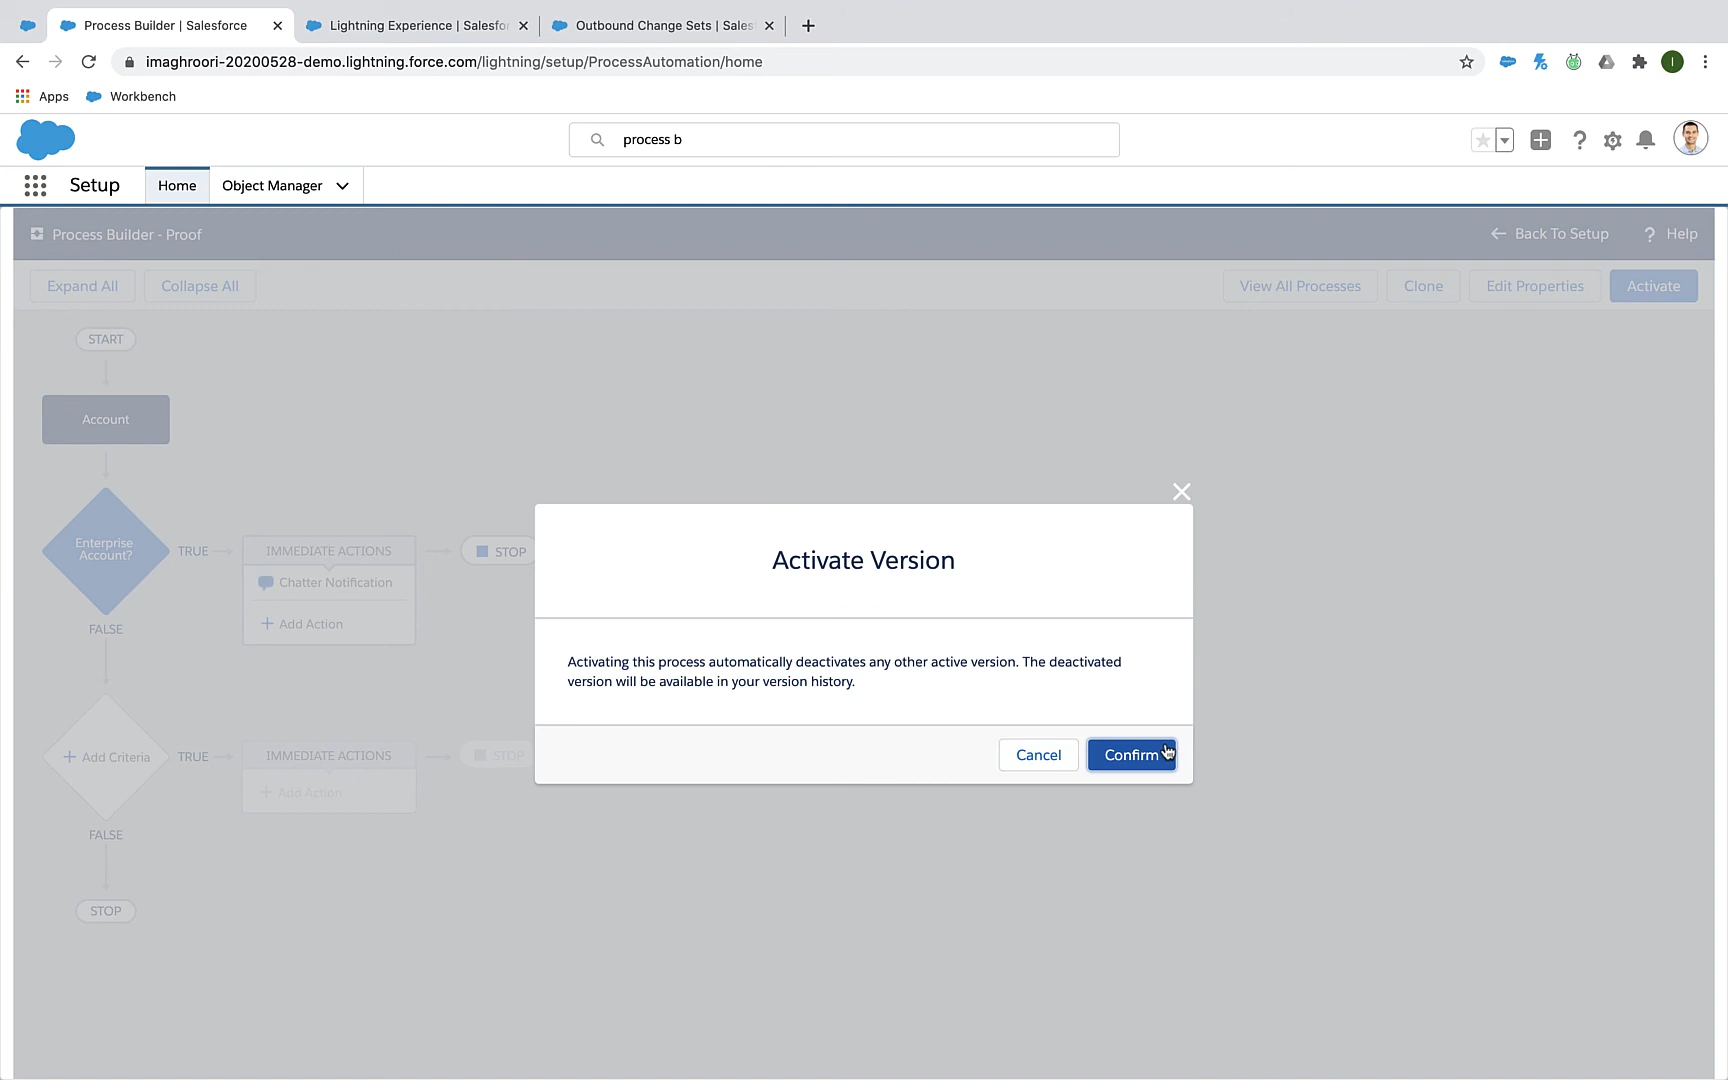 Process Builder | Salesforce
Lightning Experience | Salesfo
Outbound Change Sets | Sales
imaghroori-20200528-demo.lightning.force.com/lightning/setup/ProcessAutomation/home
I
Apps
Workbench
process b
Setup
Home
Object Manager
Process Builder - Proof
Back To Setup
? Help
Expand All
Collapse All
View All Processes
Clone
Edit Properties
Activate
START
Account
Enterprise
Account?
TRUE
IMMEDIATE ACTIONS
STOP
Chatter Notification
+ Add Action
FALSE
+ Add Criteria
TRUE
IMMEDIATE ACTIONS
STOP
+ Add Action
FALSE
STOP
Activate Version
Activating this process automatically deactivates any other active version. The deactivated
version will be available in your version history.
Cancel
Confirm